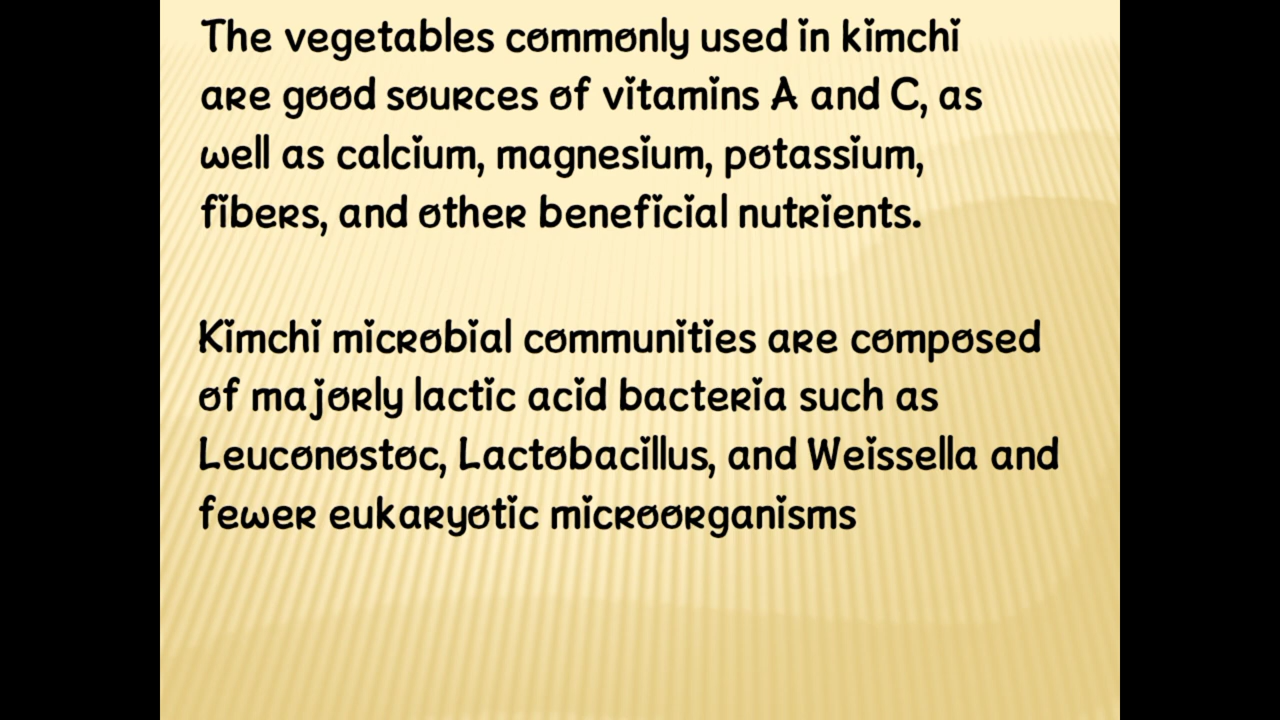 The vegetables commonly used in kimchi
are good sources of vitamins A and C, as
well as calcium, magnesium, potassium,
fibers, and other beneficial nutrients.
Kimchi microbial communities are composed
of majorly lactic acid bacteria such as
Leuconostoc, Lactobacillus, and Weissella and
fewer eukaryotic microorganisms